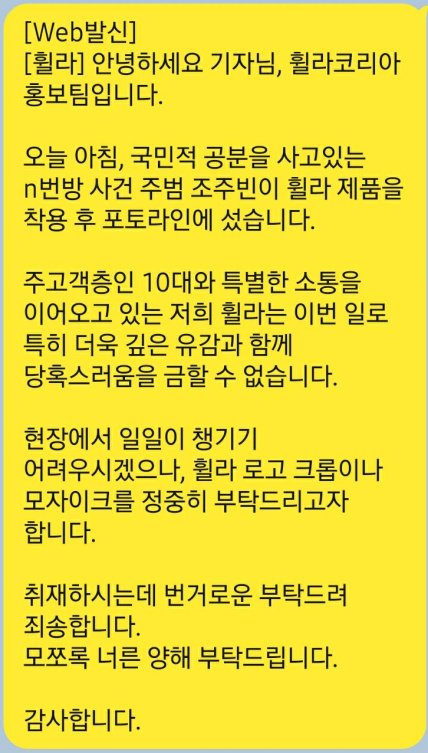 [Web발신]
[휠라] 안녕하세요 기자님, 휠라코리아
홍보팀입니다.
오늘 아침, 국민적 공분을 사고있는
n번방 사건 주범 조주빈이 휠라 제품을
착용 후 포토라인에 섰습니다.
주고객층인 10대와 특별한 소통을
이어오고 있는 저희 휠라는 이번 일로
특히 더욱 깊은 유감과 함께
당혹스러움을 금할 수 없습니다.
현장에서 일일이 챙기기
어려우시겠으나, 휠라 로고 크롭이나
모자이크를 정중히 부탁드리고자
합니다.
취재하시는데 번거로운 부탁드려
죄송합니다.
모쪼록 너른 양해 부탁드립니다.
감사합니다.